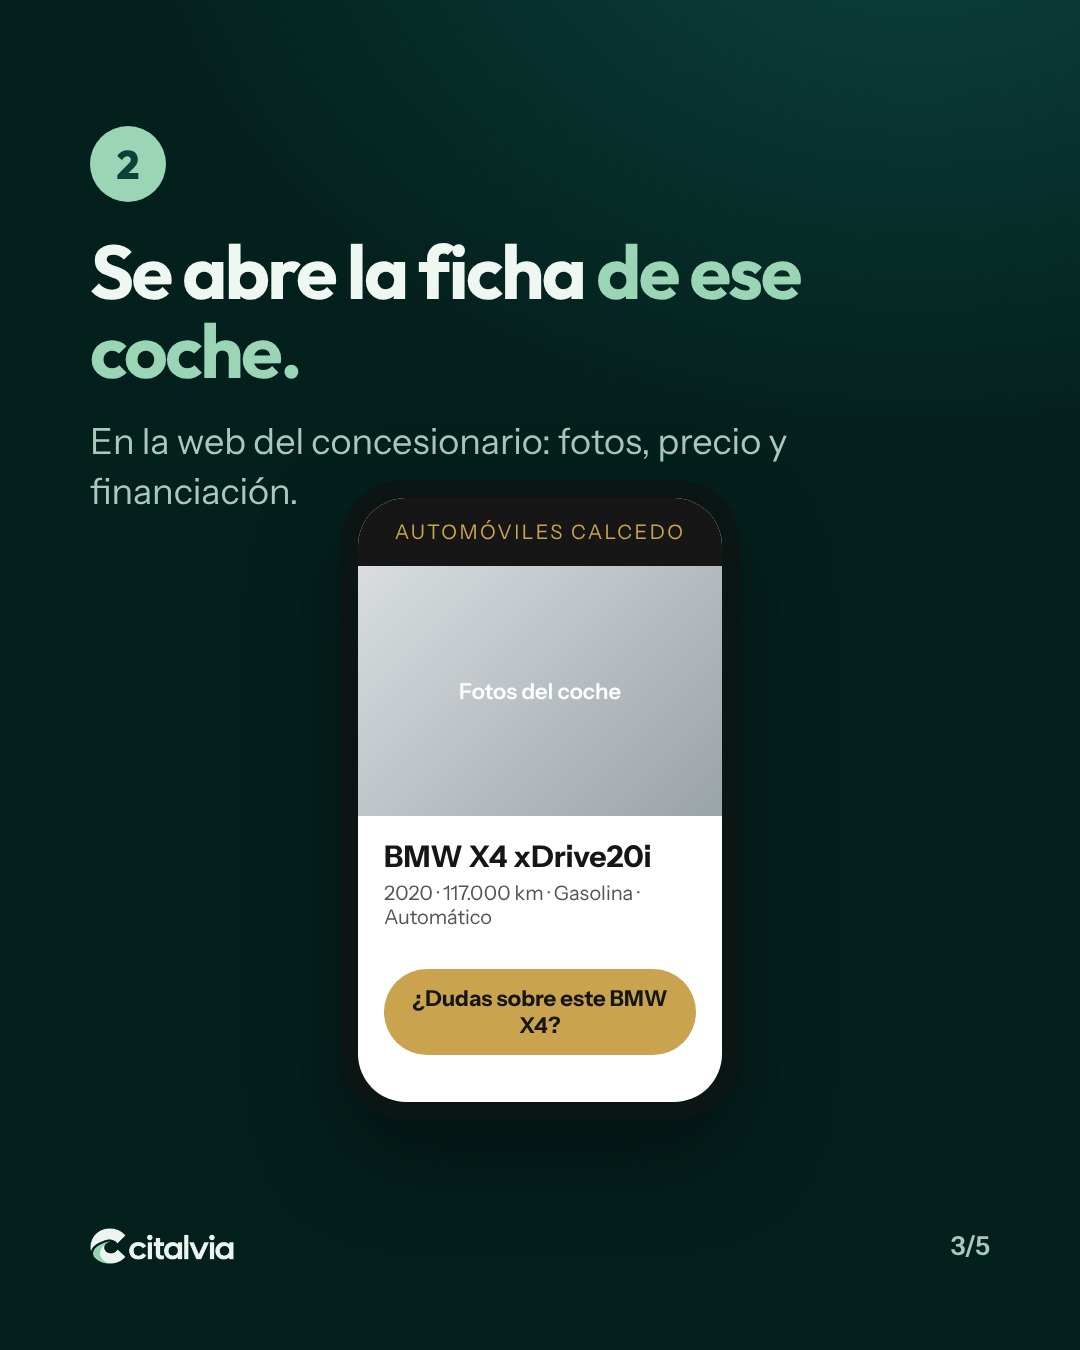 2
Se abre la ficha de ese
coche.
En la web del concesionario: fotos, precio y
financiación.
AUTOMÓVILES CALCEDO
Fotos del coche
BMW X4 xDrive20i
2020 · 117.000 km · Gasolina ·
Automático
¿Dudas sobre este BMW
X4?
citalvia
3/5